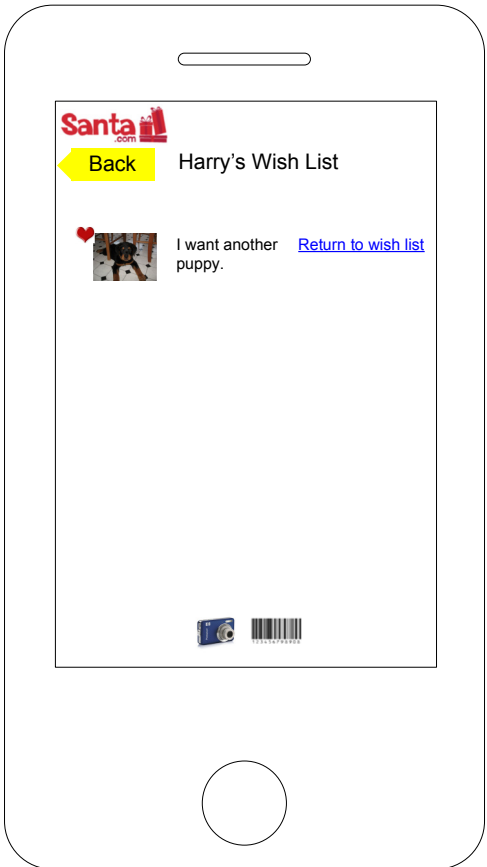 Santa
.com
Back
Harry's Wish List
I want another
puppy.
Return to wish list